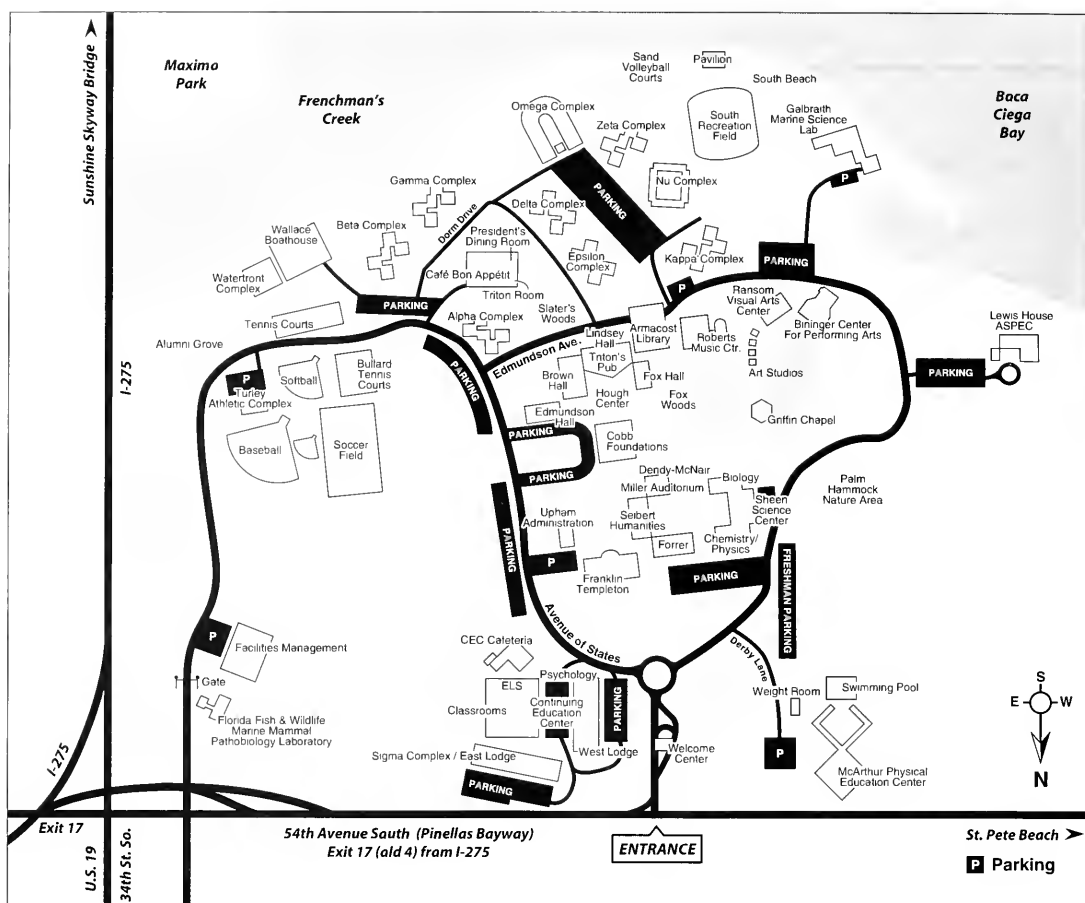 Sunshine Skyway Bridge
Maximo
Park
Frenchman's
Creek
Sand
Volleyball
Courts
Pavilion
South Beach
Boca
Ciega
Bay
Omega Complex
Zeta Complex
South
Recreation
Field
Galbraith
Marine Science
Lab
P
Gamma Complex
PARKING
Nu Complex
Delta Complex
Dorm Drive
Wallace
Boathouse
Beta Complex
President's
Dining Room
Epsilon
Complex
Kappa Complex
PARKING
Waterfront
Complex
Café Bon Appétit
Triton Room
PARKING
P
Ransom
Visual Arts
Center
Bininger Center
For Performing Arts
Lewis House
ASPEC
Tennis Courts
Alpha Complex
Slater's
Woods
Lindsey
Hall
Armacost
Library
Roberts
Music Ctr.
Alumni Grove
Edmundson Ave.
Triton's
Pub
I-275
P
Turley
Athletic Complex
Softball
Bullard
Tennis
Courts
PARKING
Brown
Hall
Fox Hall
Art Studios
PARKING
Hough
Center
Fox
Woods
Edmundson
Hall
Griffin Chapel
Baseball
Soccer
Field
PARKING
Cobb
Foundations
PARKING
Dendy-McNair
Miller Auditorium
Biology
Palm
Hammock
Nature Area
Sheen
Science
Center
PARKING
Upham
Administration
Seibert
Humanities
Forrer
Chemistry/
Physics
P
Franklin
Templeton
PARKING
FRESHMAN PARKING
Avenue of States
P
Facilities Management
CEC Cafeteria
Derby Lane
Gate
ELS
Psychology
Classrooms
Continuing
Education
Center
PARKING
Weight Room
Swimming Pool
S
E
W
N
Florida Fish & Wildlife
Marine Mammal
Pathobiology Laboratory
West Lodge
Welcome
Center
P
Sigma Complex / East Lodge
PARKING
McArthur Physical
Education Center
I-275
Exit 17
54th Avenue South (Pinellas Bayway)
Exit 17 (old 4) from I-275
ENTRANCE
St. Pete Beach
U.S. 19
34th St. So.
P Parking